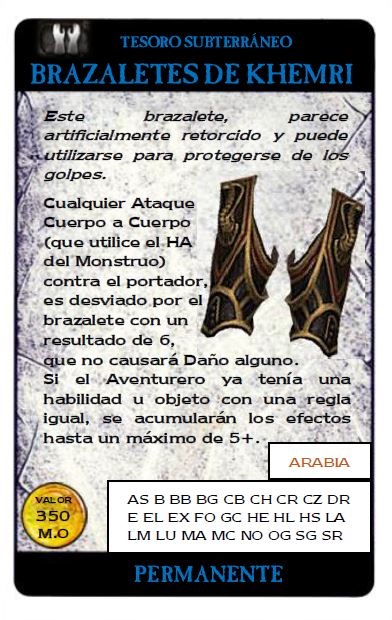 TESORO SUBTERRÁNEO
BRAZALETES DE KHEMRI
Este brazalete, parece
artificialmente retorcido y puede
utilizarse para protegerse de los
golpes.
Cualquier Ataque
Cuerpo a Cuerpo
(que utilice el HA
del Monstruo)
contra el portador,
es desviado por el
brazalete con un
resultado de 6,
que no causará Daño alguno.
Si el Aventurero ya tenía una
habilidad u objeto con una regla
igual, se acumularán los efectos
hasta un máximo de 5+.
ARABIA
VALOR
350
M.O
AS B BB BG CB CH CR CZ DR
E EL EX FO GC HE HL HS LA
LM LU MA MC NO OG SG SR
PERMANENTE